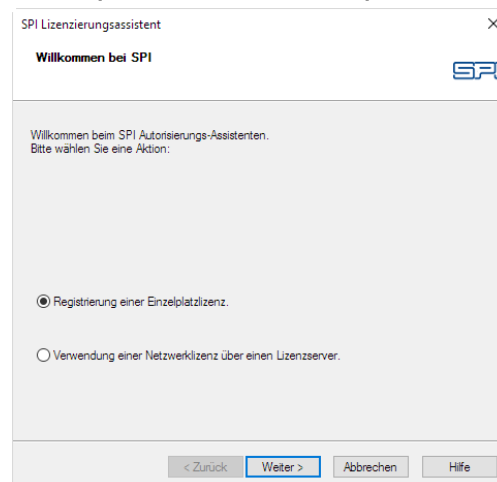 SPI Lizenzierungsassistent
Willkommen bei SPI
SPI
Willkommen beim SPI Autorisierungs-Assistenten.
Bitte wählen Sie eine Aktion:
Registrierung einer Einzelplatzlizenz.
Verwendung einer Netzwerklizenz über einen Lizenzserver.
< Zurück Weiter > Abbrechen Hilfe